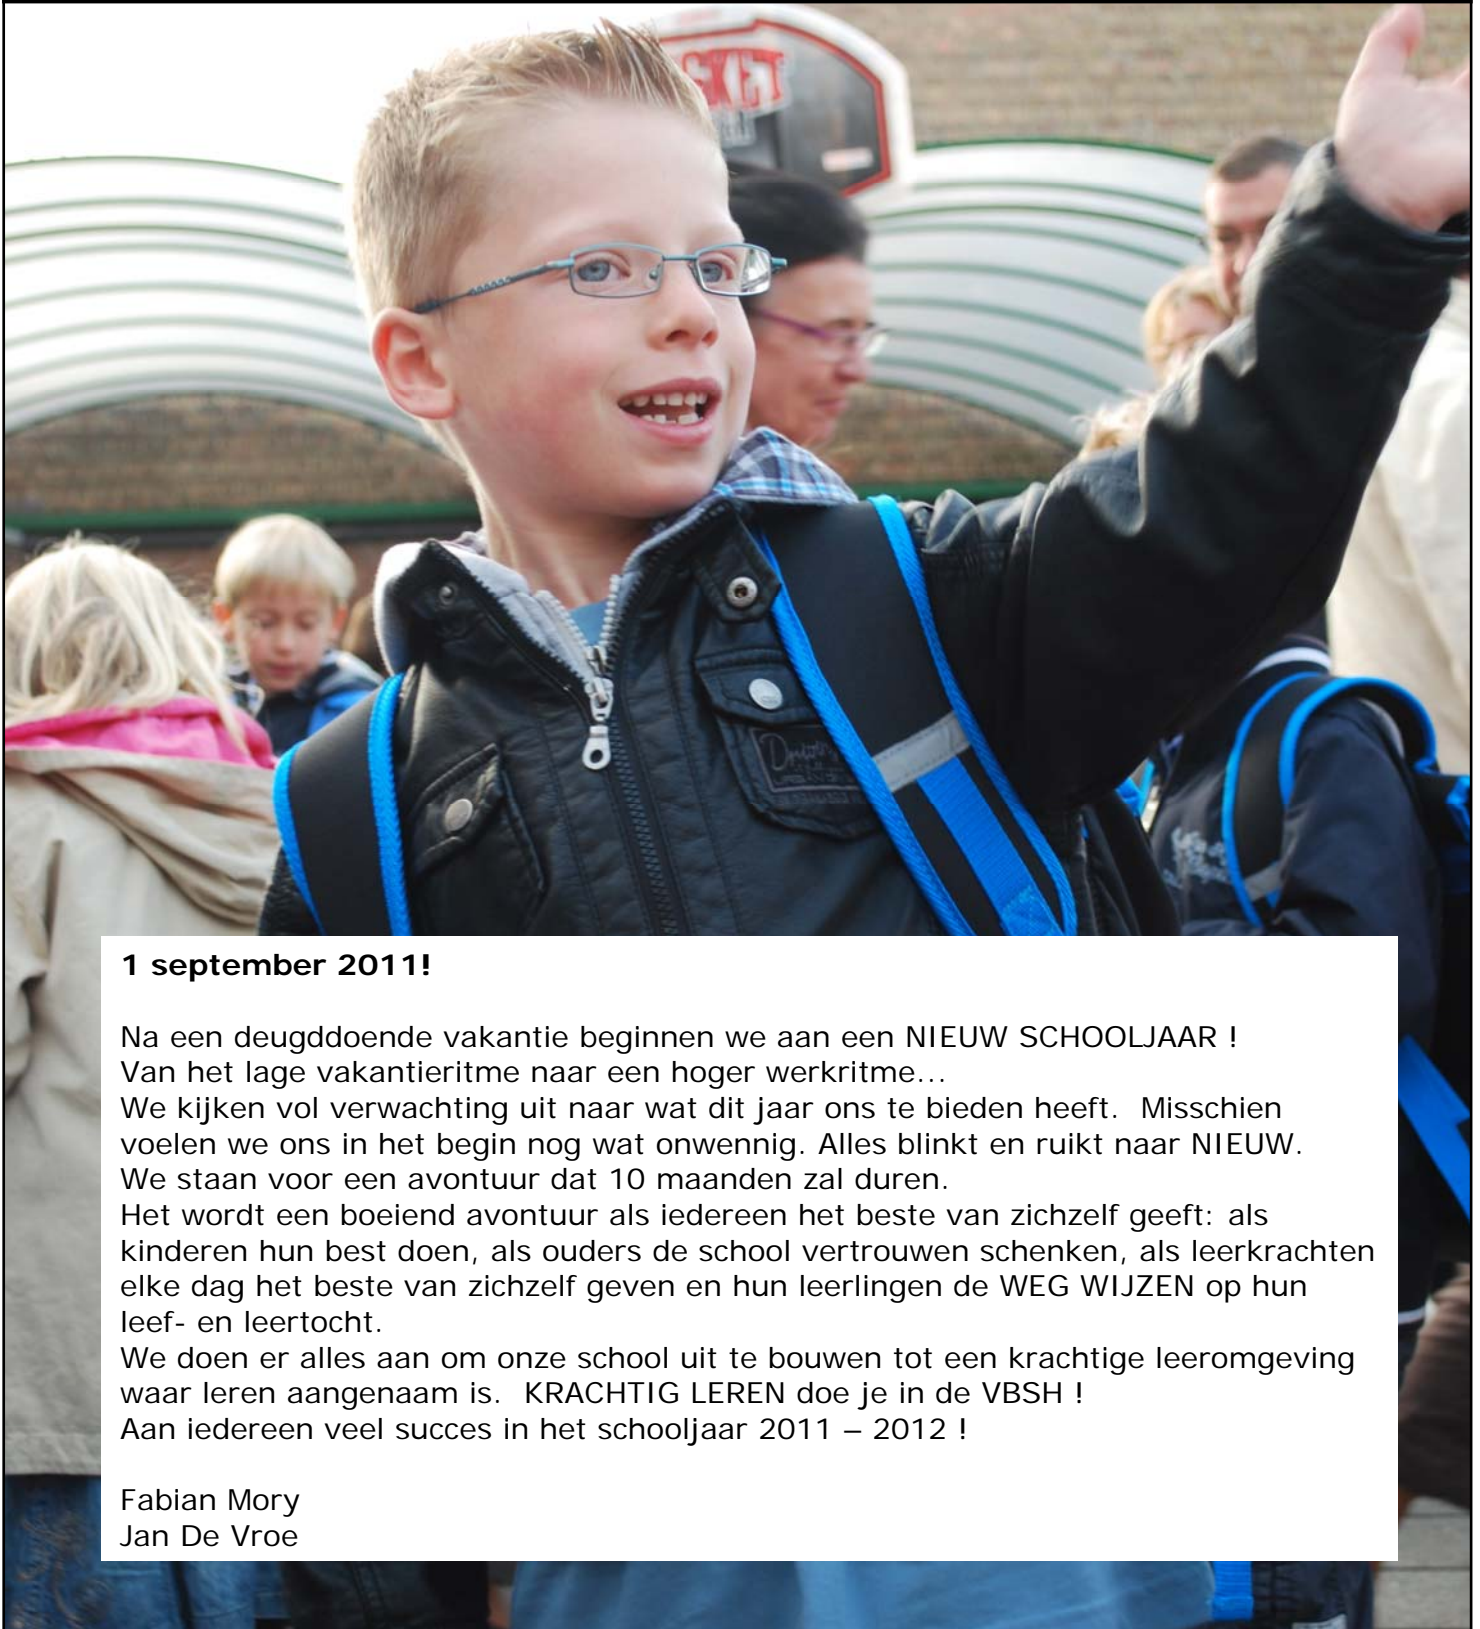 1 september 2011!
Na een deugddoende vakantie beginnen we aan een NIEUW SCHOOLJAAR !
Van het lage vakantieritme naar een hoger werkritme...
We kijken vol verwachting uit naar wat dit jaar ons te bieden heeft.  Misschien
voelen we ons in het begin nog wat onwennig. Alles blinkt en ruikt naar NIEUW.
We staan voor een avontuur dat 10 maanden zal duren.
Het wordt een boeiend avontuur als iedereen het beste van zichzelf geeft: als
kinderen hun best doen, als ouders de school vertrouwen schenken, als leerkrachten
elke dag het beste van zichzelf geven en hun leerlingen de WEG WIJZEN op hun
leef- en leertocht.
We doen er alles aan om onze school uit te bouwen tot een krachtige leeromgeving
waar leren aangenaam is.  KRACHTIG LEREN doe je in de VBSH !
Aan iedereen veel succes in het schooljaar 2011 – 2012 !
Fabian Mory
Jan De Vroe